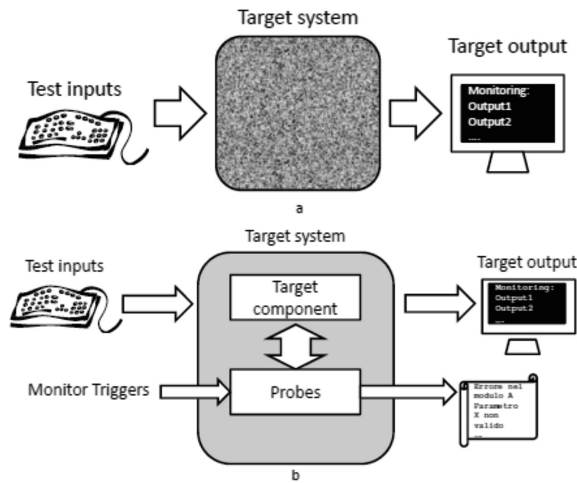 Target system
Target output
Test inputs
Monitoring:
Output1
Output2
....
a
Target system
Test inputs
Target output
Target
component
Monitoring:
Output1
Output2
...
Monitor Triggers
Probes
Errore nel
modulo A
Parametro
X non
valido
...
b